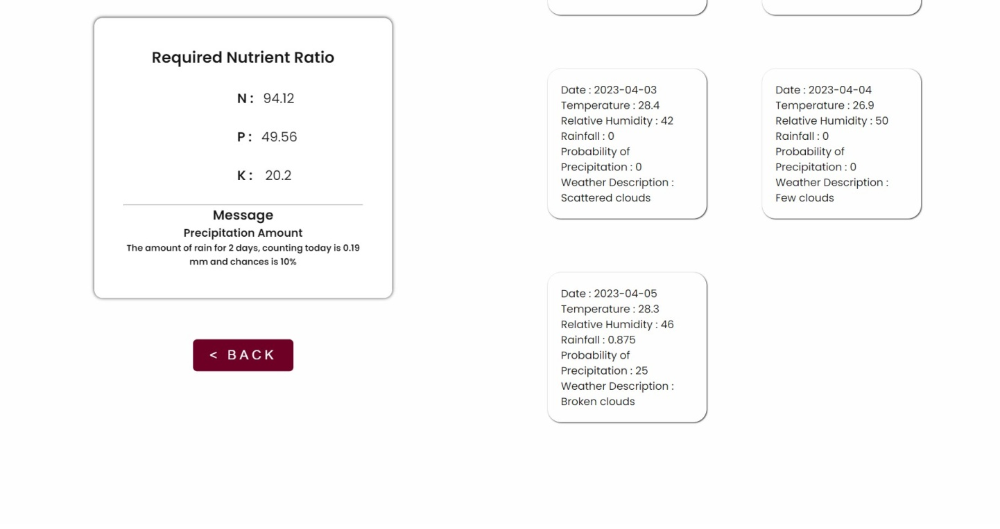 Required Nutrient Ratio
N : 94.12
P : 49.56
K : 20.2
Message
Precipitation Amount
The amount of rain for 2 days, counting today is 0.19
mm and chances is 10%
< BACK
Date : 2023-04-03
Temperature : 28.4
Relative Humidity : 42
Rainfall : 0
Probability of
Precipitation : 0
Weather Description :
Scattered clouds
Date : 2023-04-04
Temperature : 26.9
Relative Humidity : 50
Rainfall : 0
Probability of
Precipitation : 0
Weather Description :
Few clouds
Date : 2023-04-05
Temperature : 28.3
Relative Humidity : 46
Rainfall : 0.875
Probability of
Precipitation : 25
Weather Description :
Broken clouds